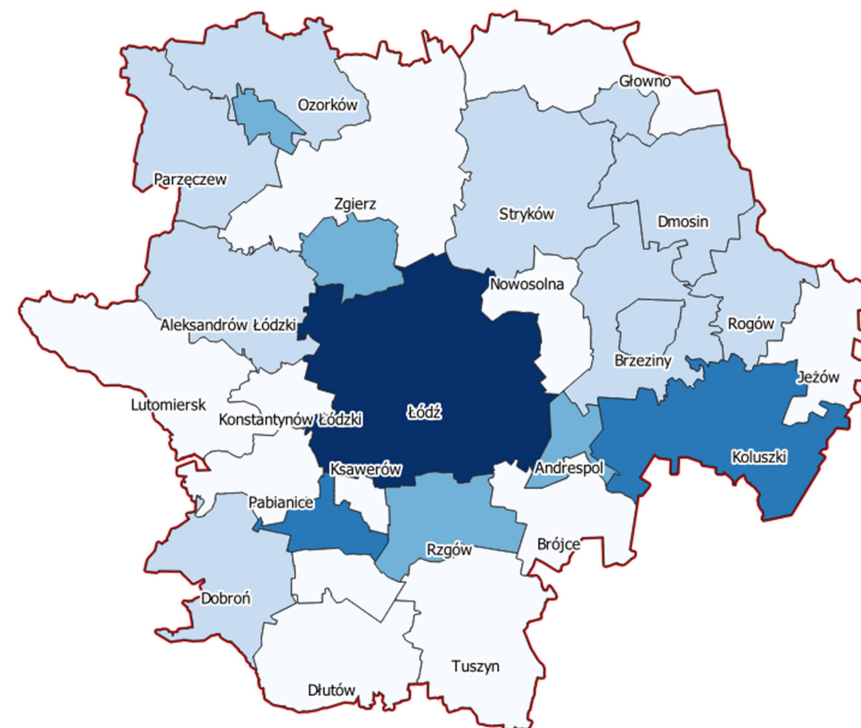 Głowno
Ozorków
Parzęczew
Zgierz
Stryków
Dmosin
Nowosolna
Aleksandrów Łódzki
Rogów
Brzeziny
Jeżów
Lutomiersk
Konstantynów Łódzki
Łódź
Koluszki
Ksawerów
Andrespol
Pabianice
Rzgów
Brójce
Dobroń
Tuszyn
Dłutów